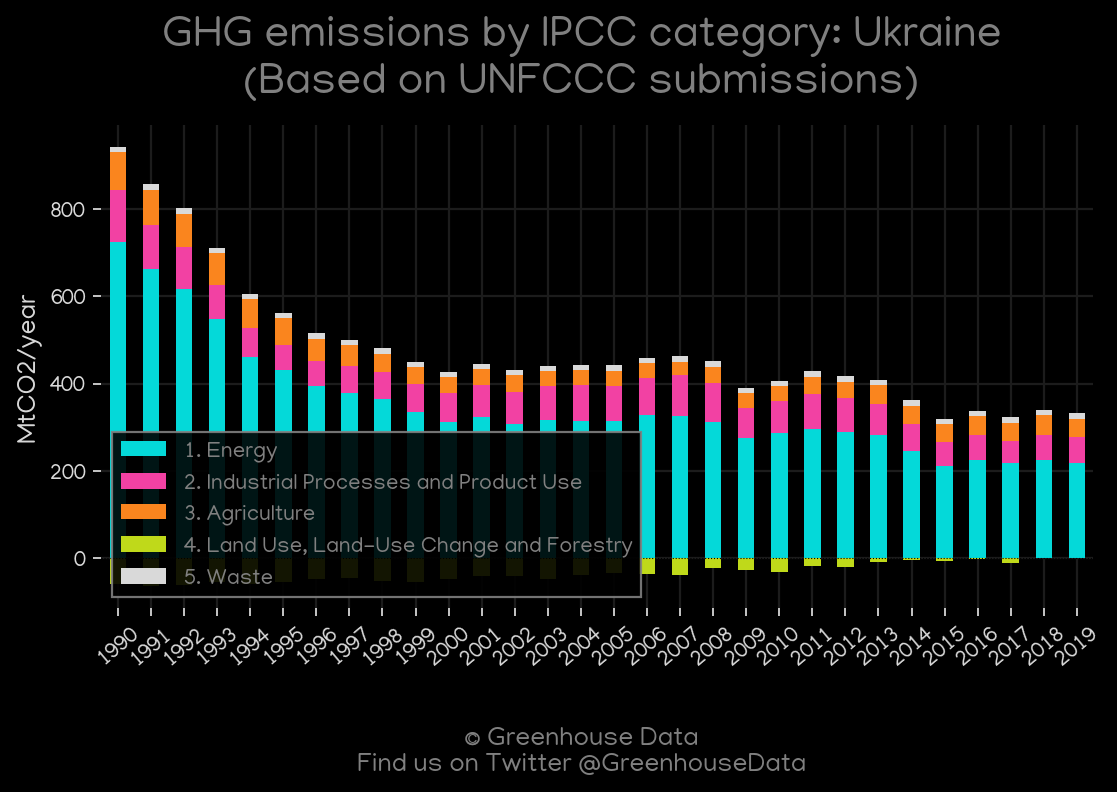 GHG emissions by IPCC category: Ukraine
(Based on UNFCCC submissions)
MtCO2/year
800
600
400
200
0
1. Energy
2. Industrial Processes and Product Use
3. Agriculture
4. Land Use, Land-Use Change and Forestry
5. Waste
1990 1991 1992 1993 1994 1995 1996 1997 1998 1999 2000 2001 2002 2003 2004 2005 2006 2007 2008 2009 2010 2011 2012 2013 2014 2015 2016 2017 2018 2019
© Greenhouse Data
Find us on Twitter @GreenhouseData